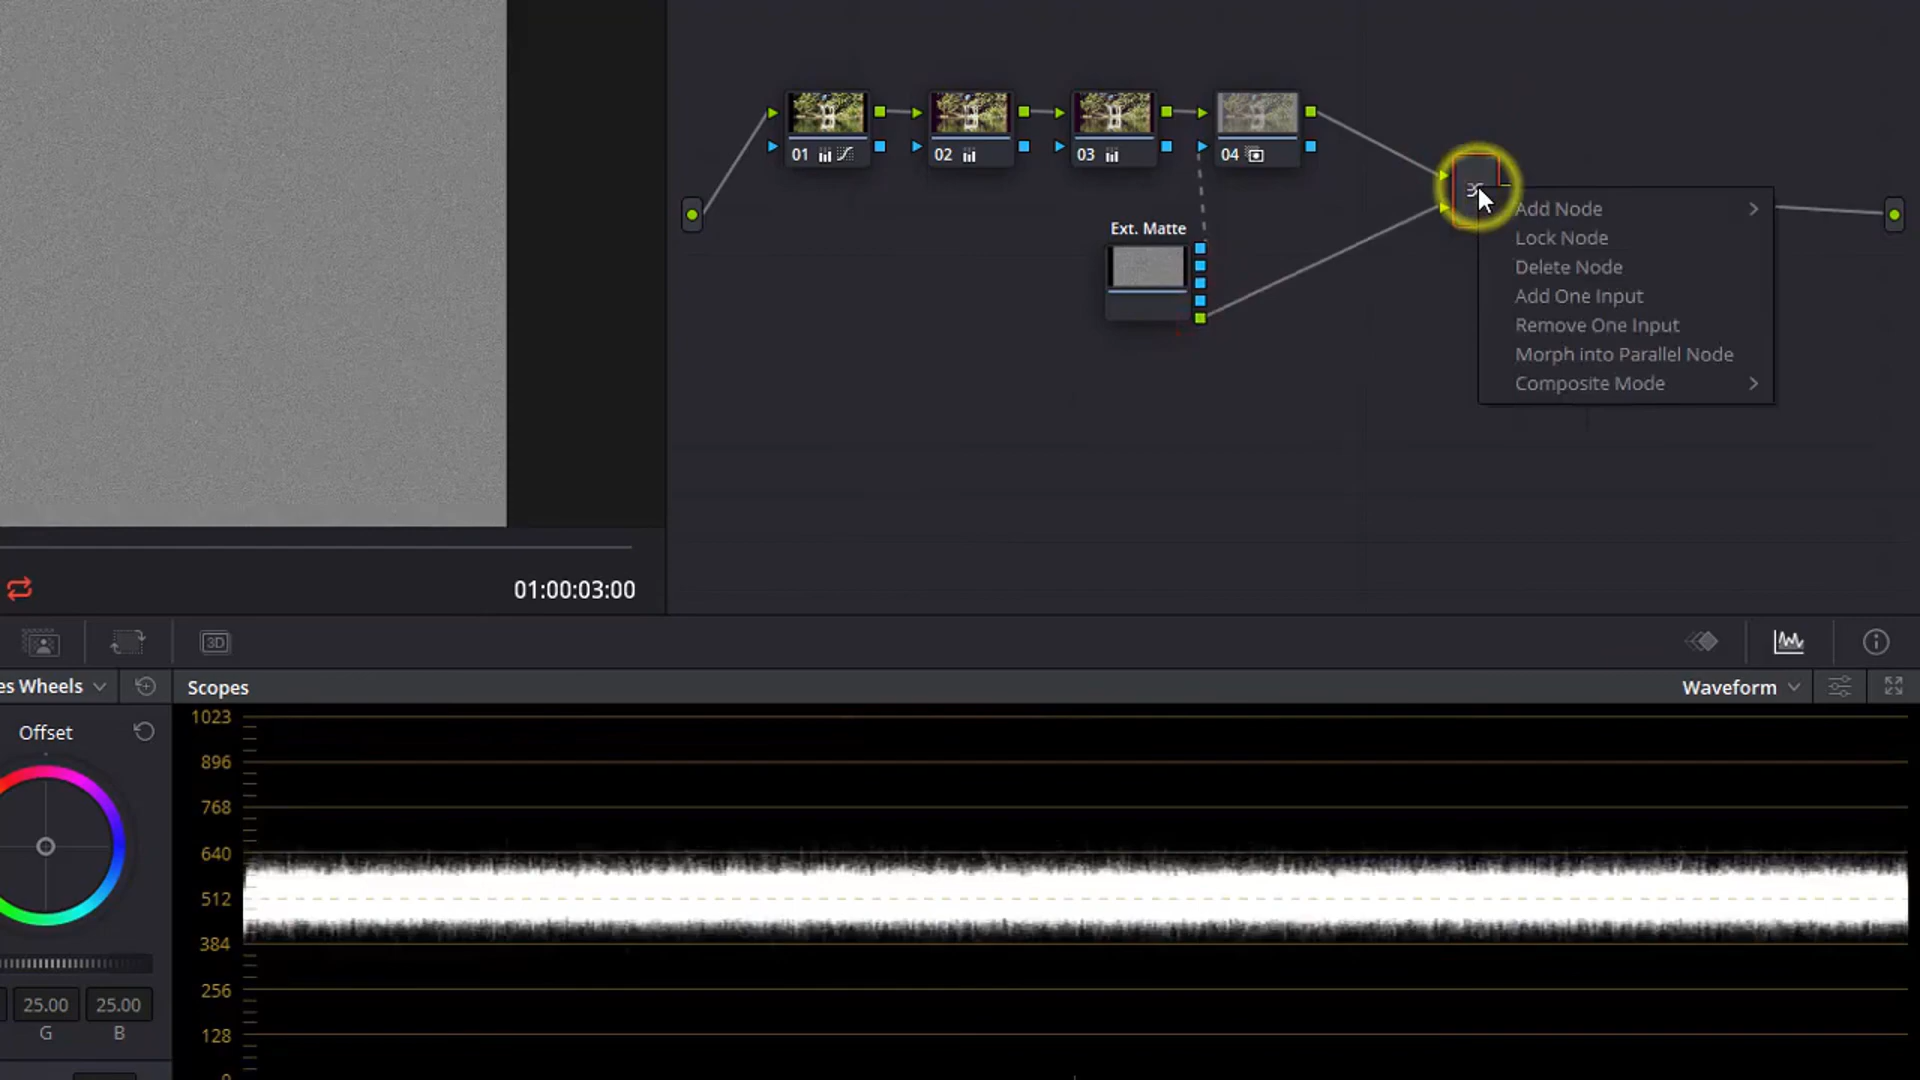 01
02
03
04
Ext. Matte
Add Node
Lock Node
Delete Node
Add One Input
Remove One Input
Morph into Parallel Node
Composite Mode
01:00:03:00
3D
es Wheels
Scopes
Waveform
Offset
1023
896
768
640
512
384
256
128
0
25.00
25.00
G
B